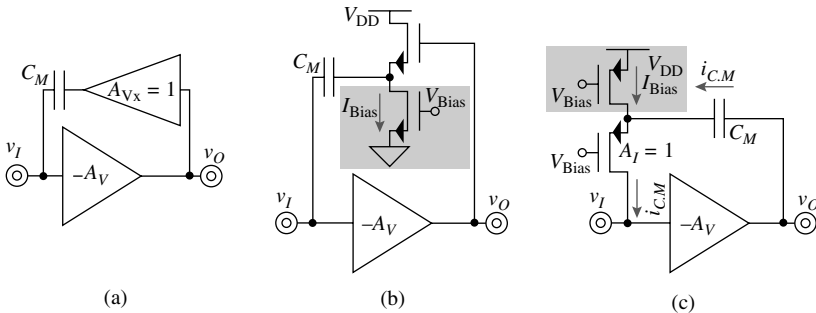 C_M
A_Vx = 1
v_I
–A_V
v_O
(a)
V_DD
C_M
I_Bias
V_Bias
v_I
–A_V
v_O
(b)
V_DD
i_C.M
V_Bias
I_Bias
C_M
V_Bias
A_I = 1
i_C.M
v_I
–A_V
v_O
(c)